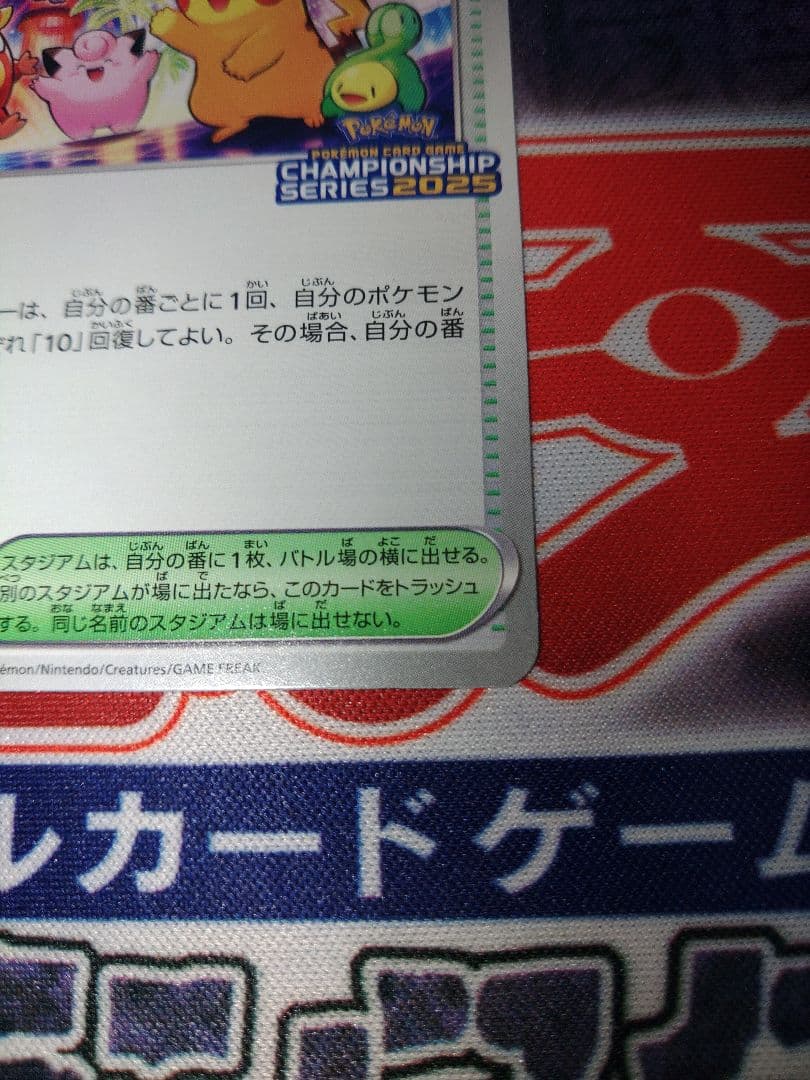 Pokémon
POKÉMON CARD GAME
CHAMPIONSHIP
SERIES 2025
ーは、自分の番ごとに1回、自分のポケモン
れ「10」回復してよい。その場合、自分の番
スタジアムは、自分の番に1枚、バトル場の横に出せる。
別のスタジアムが場に出たなら、このカードをトラッシュ
する。同じ名前のスタジアムは場に出せない。
émon/Nintendo/Creatures/GAME FREAK
ルカードゲーム